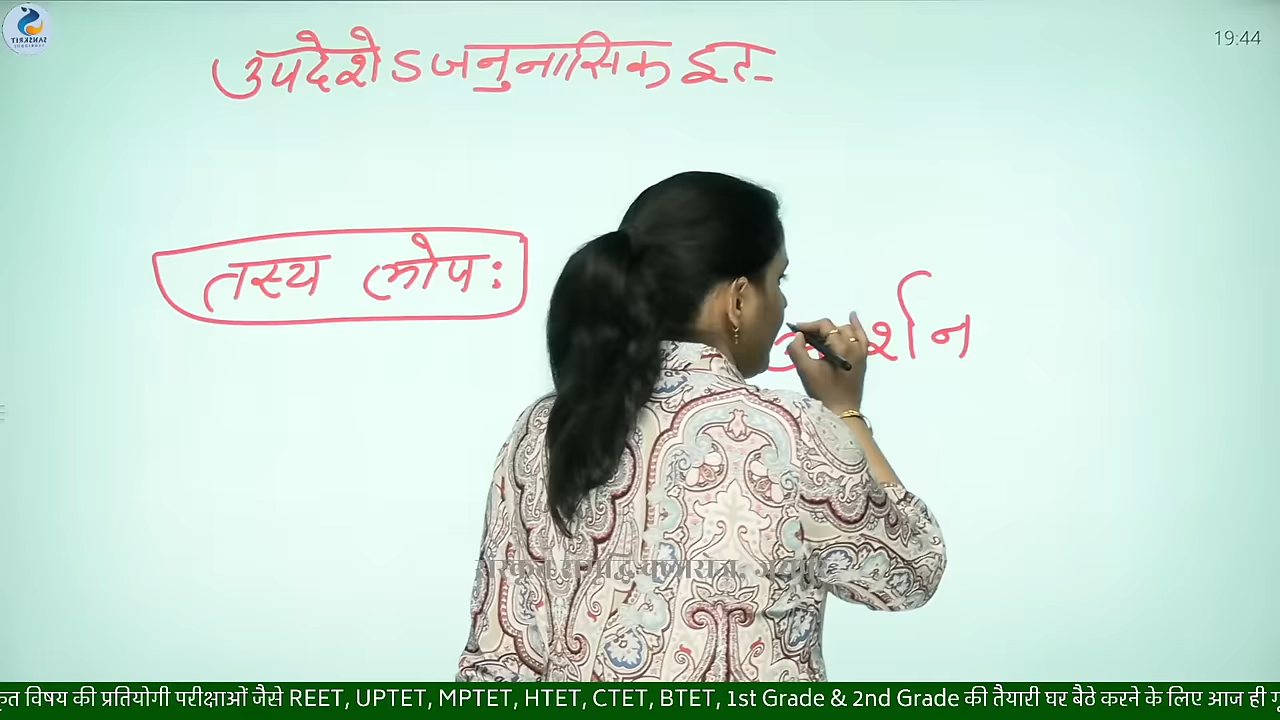 19:44
उपदेशेऽजनुनासिक इत्
तस्य लोपः
र्शन
SANSKRIT
कृत विषय की प्रतियोगी परीक्षाओं जैसे REET, UPTET, MPTET, HTET, CTET, BTET, 1st Grade & 2nd Grade की तैयारी घर बैठे करने के लिए आज ही